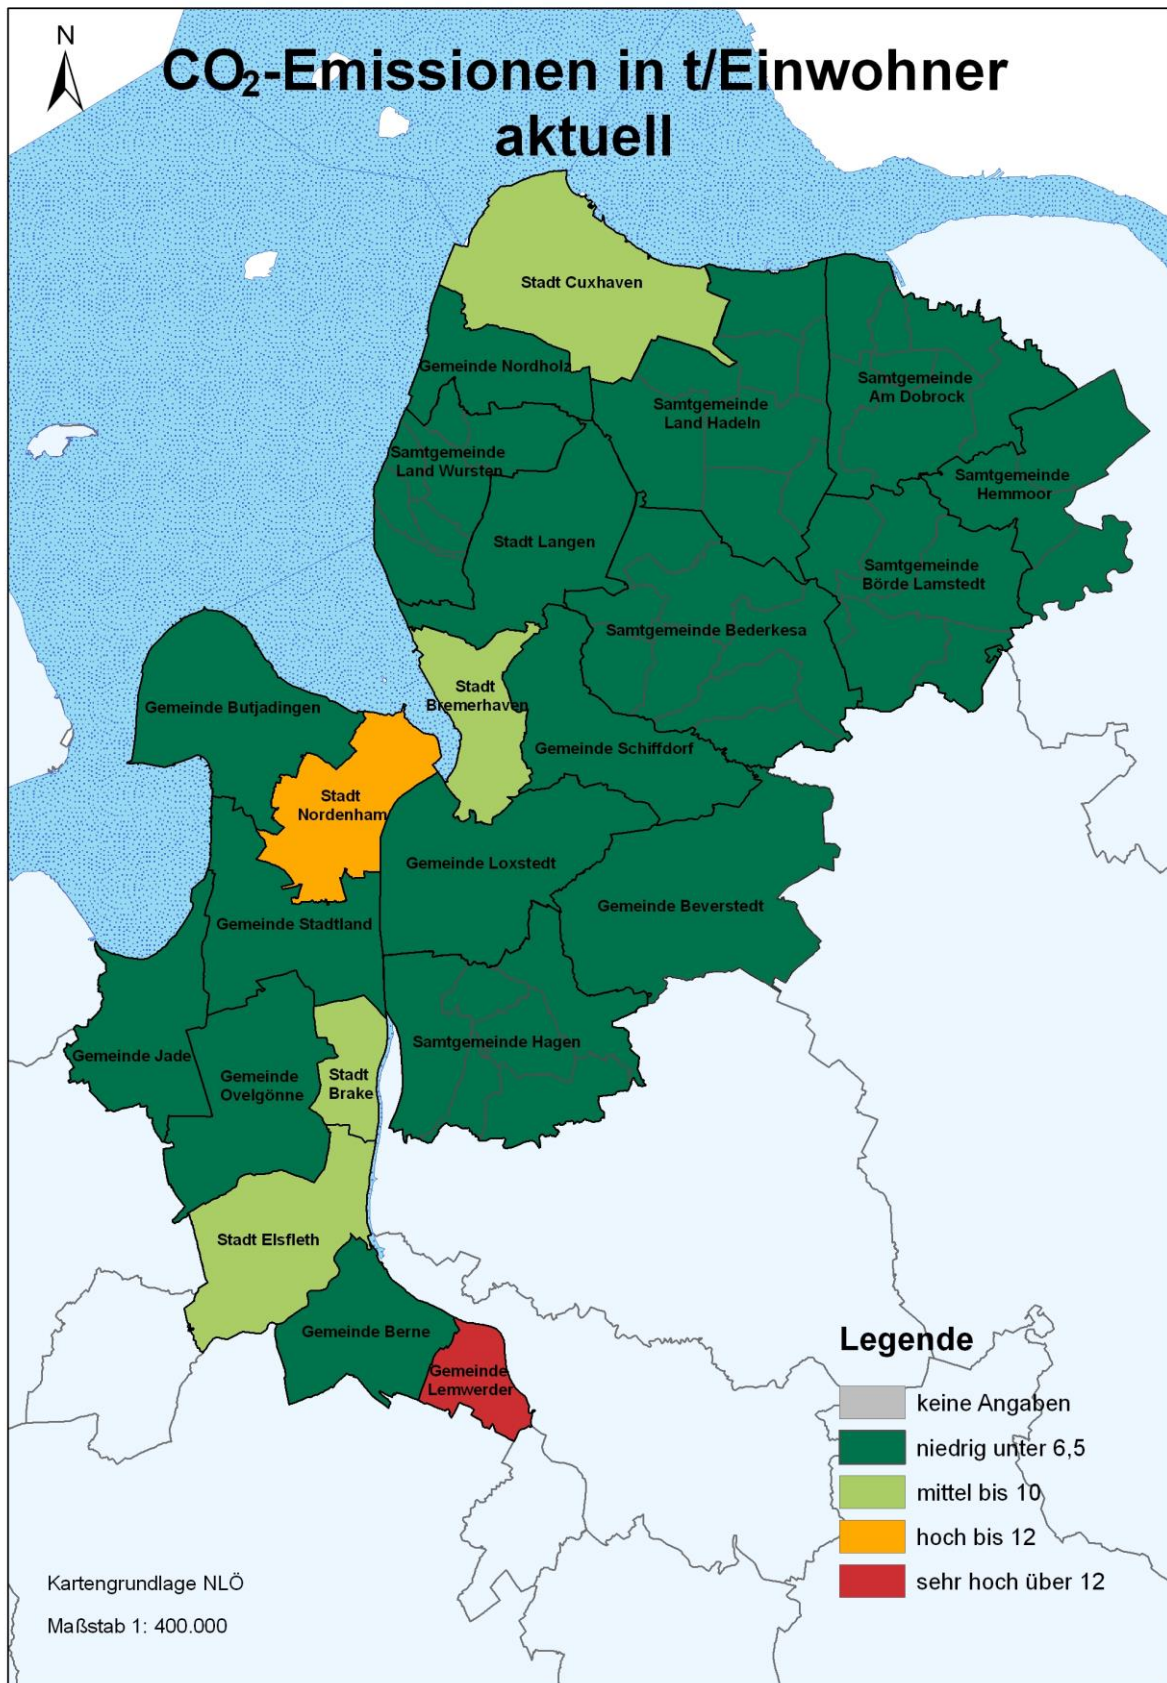 N
CO₂-Emissionen in t/Einwohner
aktuell
Stadt Cuxhaven
Gemeinde Nordholz
Samtgemeinde
Land Hadeln
Samtgemeinde
Am Dobrock
Samtgemeinde
Land Wursten
Samtgemeinde
Hemmoor
Stadt Langen
Samtgemeinde
Börde Lamstedt
Samtgemeinde Bederkesa
Stadt
Bremerhaven
Gemeinde Butjadingen
Gemeinde Schiffdorf
Stadt
Nordenham
Gemeinde Loxstedt
Gemeinde Beverstedt
Gemeinde Stadtland
Samtgemeinde Hagen
Gemeinde Jade
Gemeinde
Ovelgönne
Stadt
Brake
Stadt Elsfleth
Gemeinde Berne
Gemeinde
Lemwerder
Legende
keine Angaben
niedrig unter 6,5
mittel bis 10
hoch bis 12
sehr hoch über 12
Kartengrundlage NLÖ
Maßstab 1: 400.000